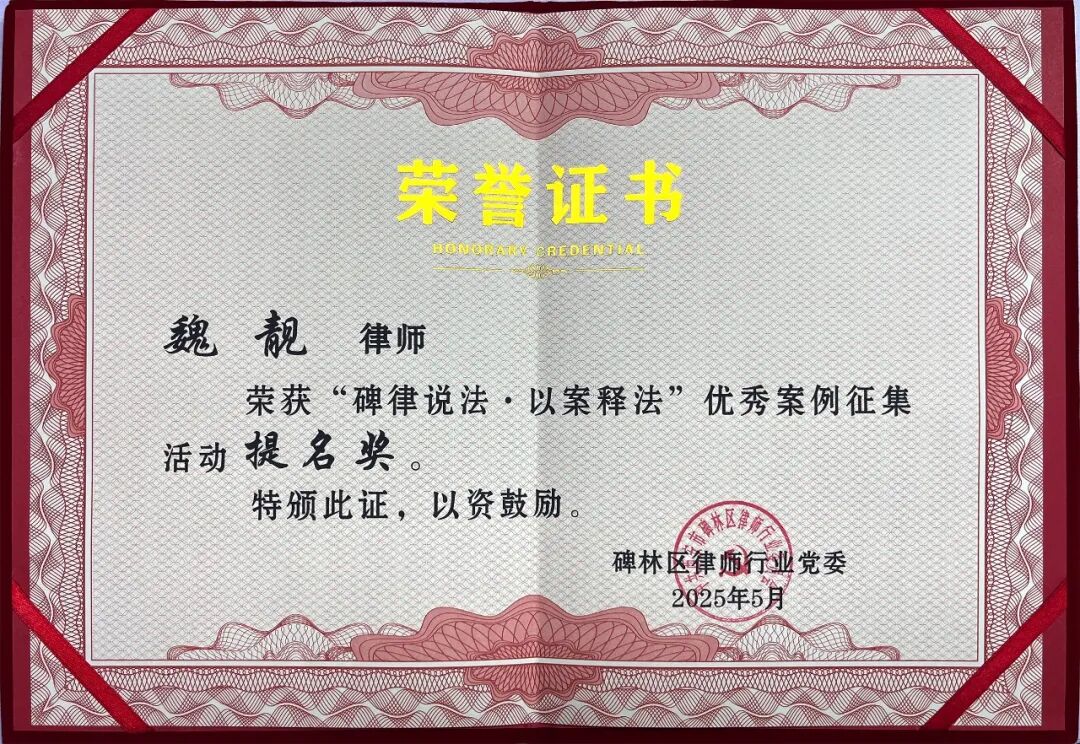 荣誉证书
HONORARY CREDENTIAL
魏靓 律师
荣获“碑律说法·以案释法”优秀案例征集
活动提名奖。
特颁此证，以资鼓励。
碑林区律师行业党委
2025年5月